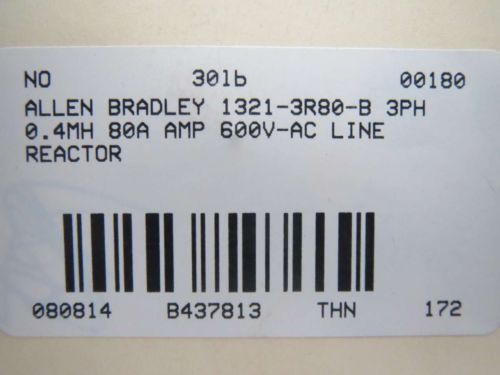 NO 30lb 00180
ALLEN BRADLEY 1321-3R80-B 3PH
0.4MH 80A AMP 600V-AC LINE
REACTOR
080814 B437813 THN 172